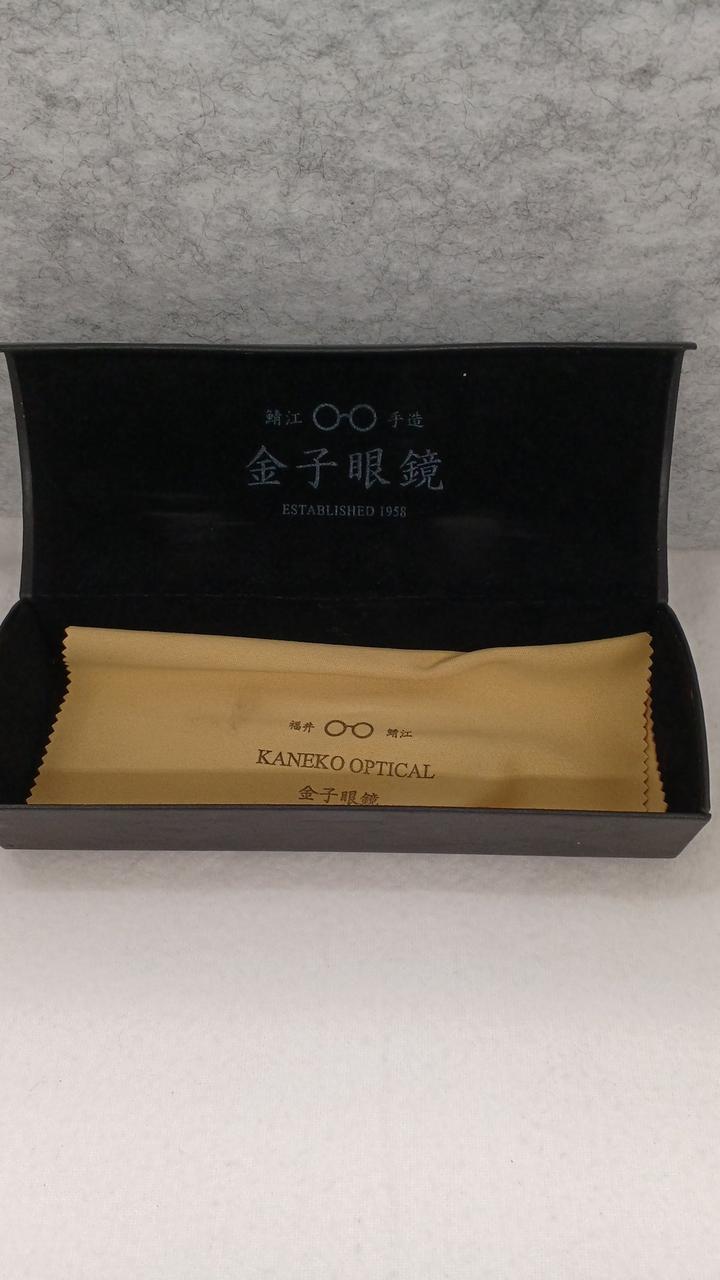 鯖江 手造
金子眼鏡
ESTABLISHED 1958
福井 鯖江
KANEKO OPTICAL
金子眼鏡